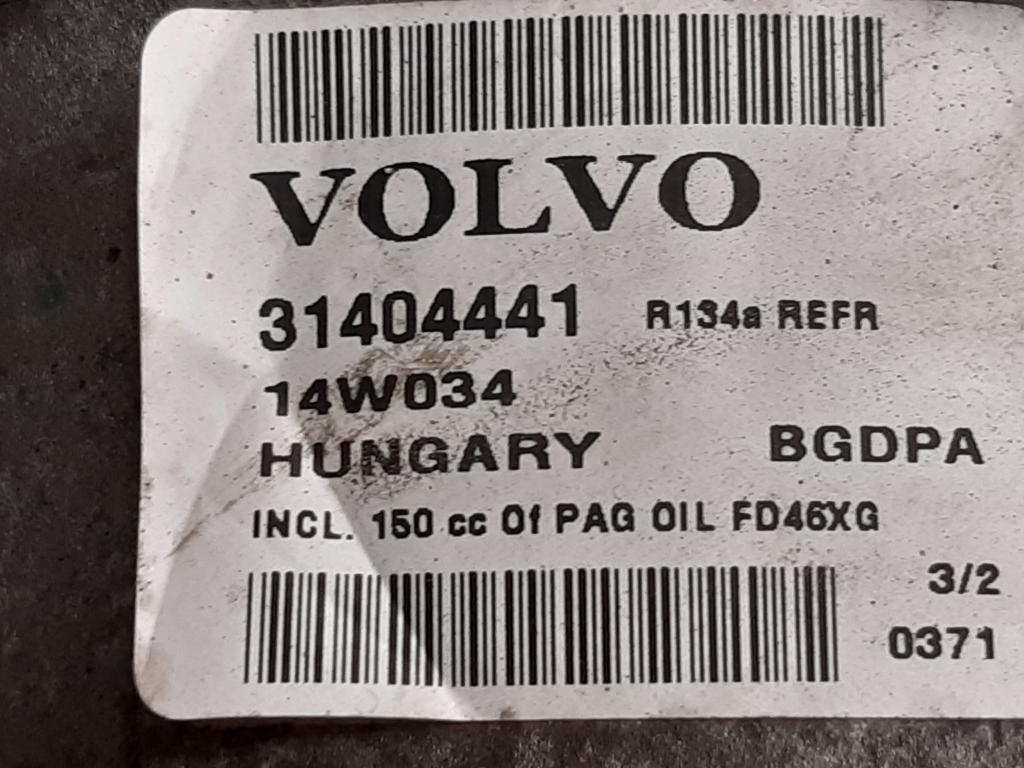 VOLVO
31404441 R134a REFR
14W034
HUNGARY BGDPA
INCL. 150 cc Of PAG OIL FD46XG
3/2
0371